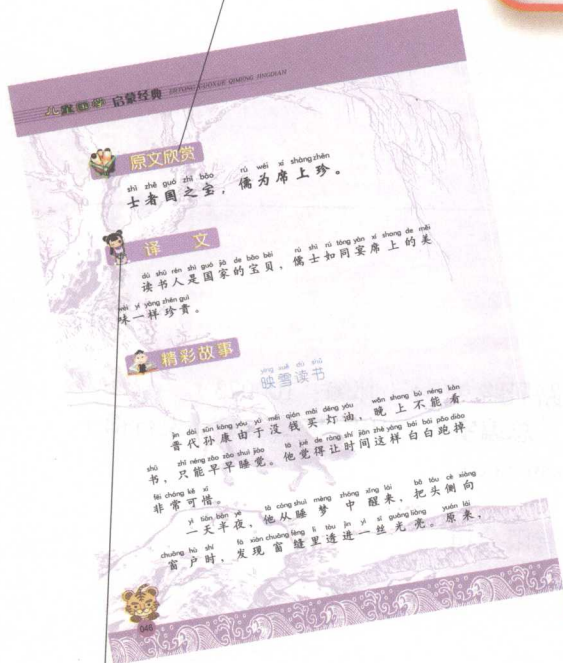 儿童国学 启蒙经典
原文欣赏
shì zhě guó zhī bǎo rú wéi xí shàng zhēn
士者国之宝，儒为席上珍。
译 文
dú shū rén shì guó jiā de bǎo bèi rú shì rú tóng yàn xí shang de měi
读书人是国家的宝贝，儒士如同宴席上的美
wèi yí yàng zhēn guì
味一样珍贵。
精彩故事
yìng xuě dú shū
映雪读书
jìn dài sūn kāng yóu yú méi qián mǎi dēng yóu wǎn shang bù néng kàn
晋代孙康由于没钱买灯油，晚上不能看
shū zhǐ néng zǎo zǎo shuì jiào tā jué de ràng shí jiān zhè yàng bái bái pǎo diào
书，只能早早睡觉。他觉得让时间这样白白跑掉
fēi cháng kě xī
非常可惜。
yì tiān bàn yè tā cóng shuì mèng zhōng xǐng lái bǎ tóu cè xiàng
一天半夜，他从睡梦中醒来，把头侧向
chuāng hù shí fā xiàn chuāng fèng li tòu jìn yì sī guāng liàng yuán lái
窗户时，发现窗缝里透进一丝光亮。原来，
046